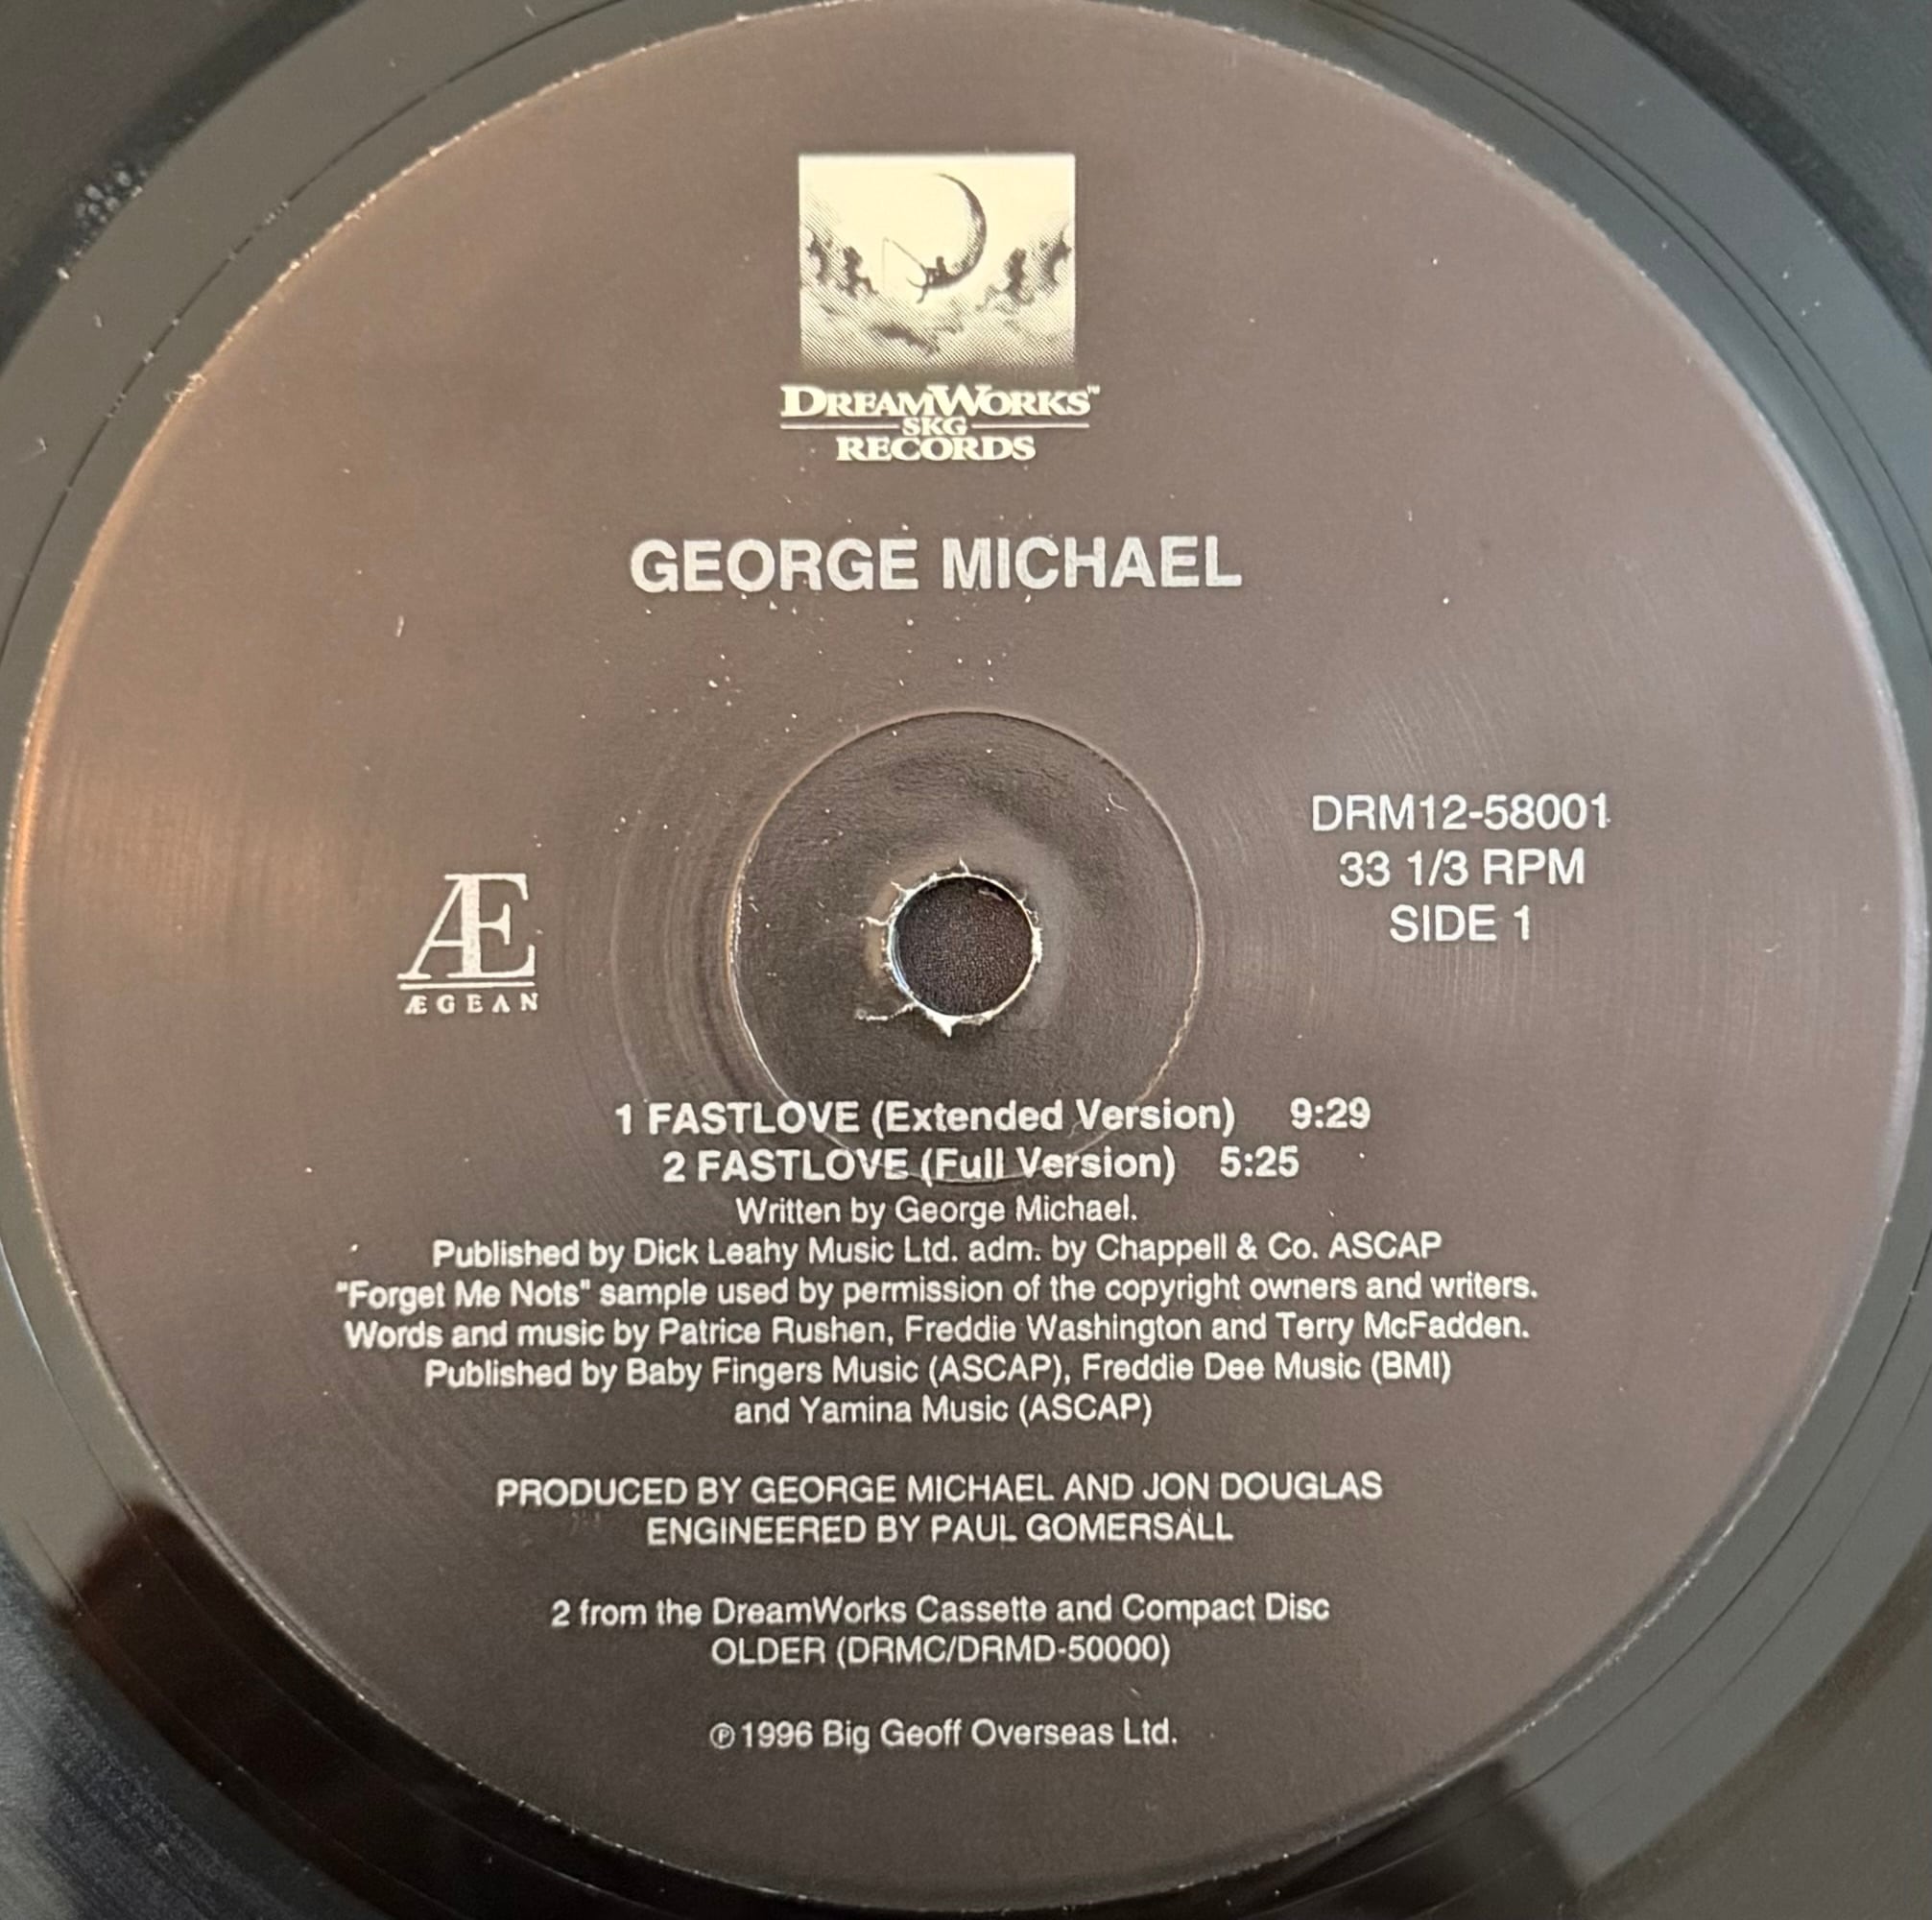 DREAMWORKS™
SKG
RECORDS
GEORGE MICHAEL
DRM12-58001
33 1/3 RPM
SIDE 1
Æ
ÆGEAN
1 FASTLOVE (Extended Version) 9:29
2 FASTLOVE (Full Version) 5:25
Written by George Michael.
Published by Dick Leahy Music Ltd. adm. by Chappell & Co. ASCAP
"Forget Me Nots" sample used by permission of the copyright owners and writers.
Words and music by Patrice Rushen, Freddie Washington and Terry McFadden.
Published by Baby Fingers Music (ASCAP), Freddie Dee Music (BMI)
and Yamina Music (ASCAP)
PRODUCED BY GEORGE MICHAEL AND JON DOUGLAS
ENGINEERED BY PAUL GOMERSALL
2 from the DreamWorks Cassette and Compact Disc
OLDER (DRMC/DRMD-50000)
℗1996 Big Geoff Overseas Ltd.